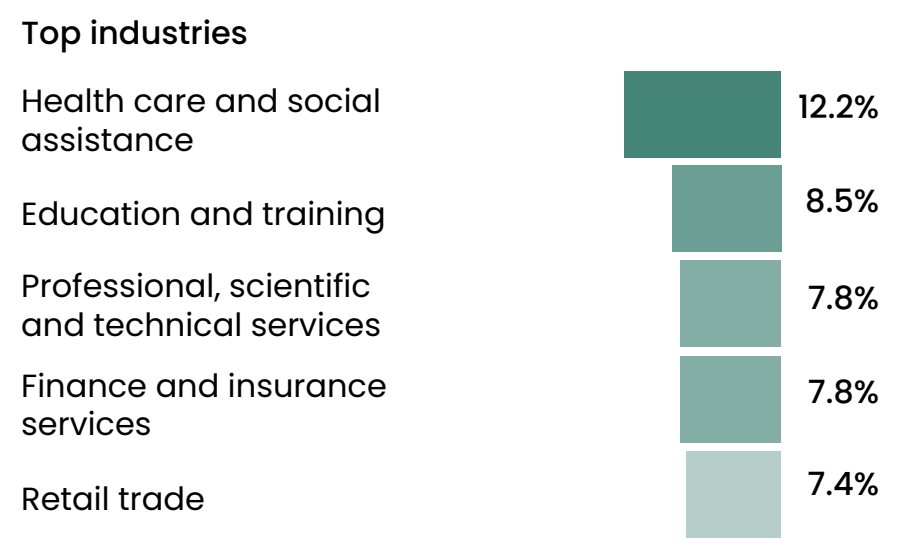 Top industries
Health care and social
assistance
12.2%
Education and training
8.5%
Professional, scientific
and technical services
7.8%
Finance and insurance
services
7.8%
Retail trade
7.4%